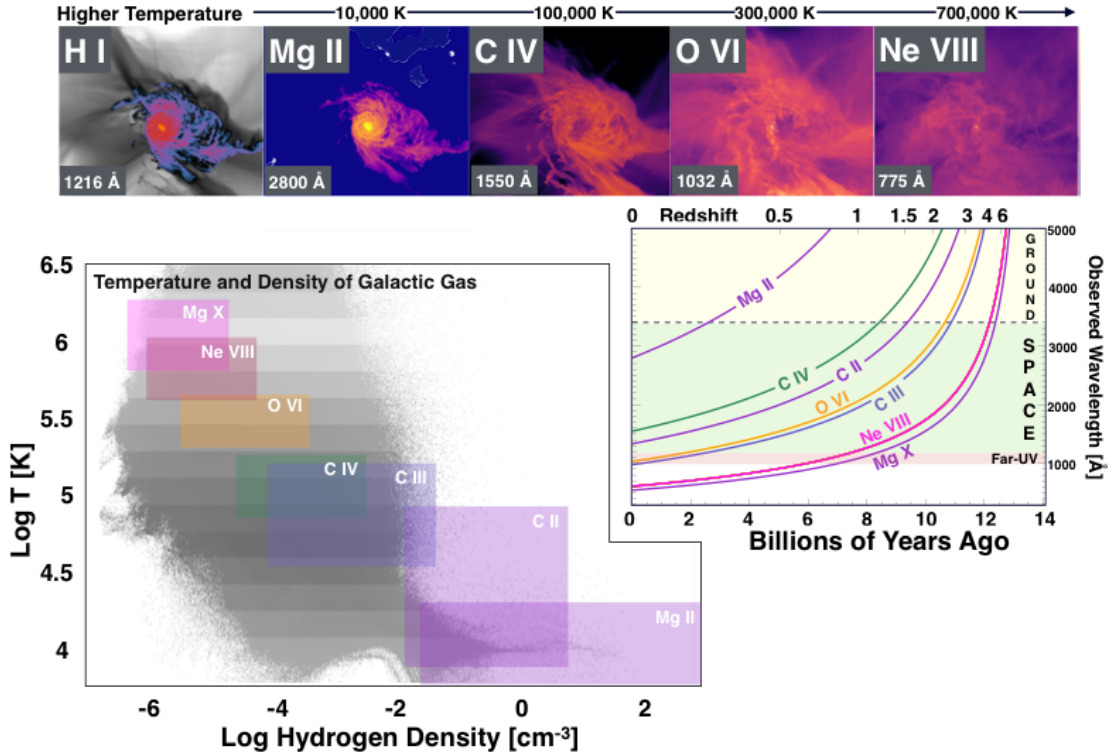 Higher Temperature 10,000 K 100,000 K 300,000 K 700,000 K
H I Mg II C IV O VI Ne VIII
1216 Å 2800 Å 1550 Å 1032 Å 775 Å
Temperature and Density of Galactic Gas
Mg X
Ne VIII
O VI
C IV
C III
C II
Mg II
6.5
6
5.5
5
4.5
4
Log T [K]
-6 -4 -2 0 2
Log Hydrogen Density [cm-3]
0 Redshift 0.5 1 1.5 2 3 4 6
Mg II
C IV
C II
O VI
C III
Ne VIII
Mg X
GROUND
SPACE
Far-UV
5000
4000
3000
2000
1000
Observed Wavelength [Å]
0 2 4 6 8 10 12 14
Billions of Years Ago